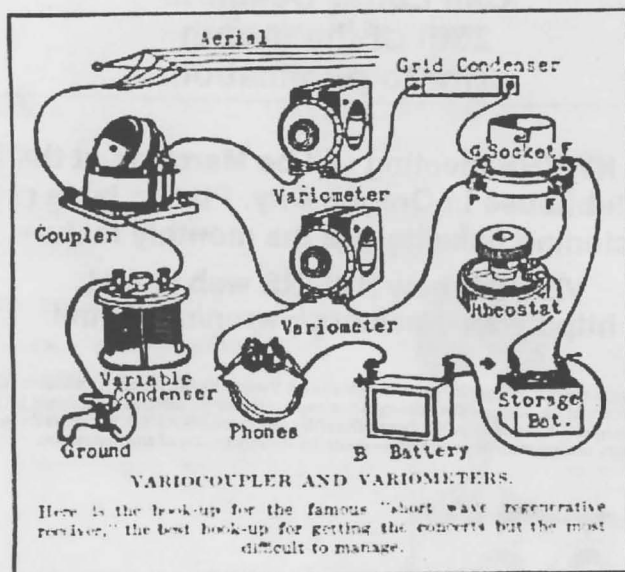 Aerial
Grid Condenser
G Socket F
P F
Variometer
Coupler
Rheostat
Variometer
Variable
Condenser
Storage
Bat.
Phones
B Battery
Ground
VARIOCOUPLER AND VARIOMETERS.
Here is the hook-up for the famous "short wave regenerative
reciver," the best hook-up for getting the concerts but the most
difficult to manage.